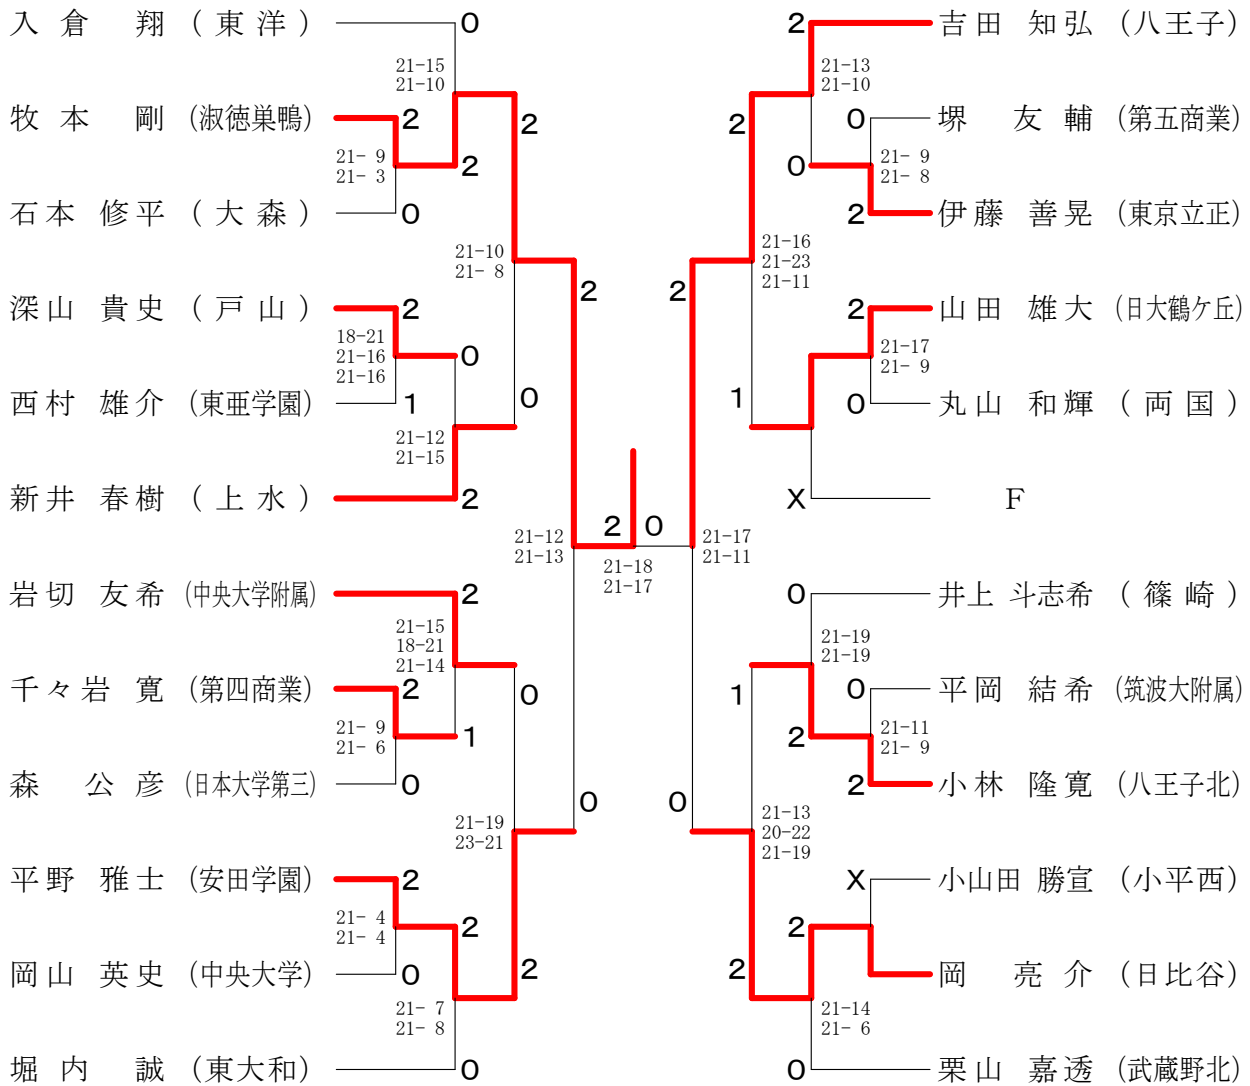 入倉 翔 (東洋) 0 2 吉田 知弘 (八王子)
21-15 21-13
21-10 21-10
牧本 剛 (淑徳巣鴨) 2 2 2 0 堺 友輔 (第五商業)
21- 9 2 0 21- 9
21- 3 21- 8
石本 修平 (大森) 0 2 伊藤 善晃 (東京立正)
21-10 21-16
21- 8 21-23
21-11
深山 貴史 (戸山) 2 2 2 2 山田 雄大 (日大鶴ケ丘)
18-21 21-17
21-16 0 21- 9
21-16
西村 雄介 (東亜学園) 1 0 1 0 丸山 和輝 (両国)
21-12
21-15
新井 春樹 (上水) 2 X F
21-12 2 0 21-17
21-13 21-11
21-18
21-17
岩切 友希 (中央大学附属) 2 0 井上 斗志希 (篠崎)
21-15 21-19
18-21 21-19
21-14
千々岩 寛 (第四商業) 2 0 1 0 平岡 結希 (筑波大附属)
21- 9 1 2 21-11
21- 6 21- 9
森 公彦 (日本大学第三) 0 2 小林 隆寛 (八王子北)
0 0
21-19 21-13
23-21 20-22
21-19
平野 雅士 (安田学園) 2 X 小山田 勝宣 (小平西)
21- 4 2 2
21- 4
岡山 英史 (中央大学) 0 2 2 岡 亮介 (日比谷)
21- 7 21-14
21- 8 21- 6
堀内 誠 (東大和) 0 0 栗山 嘉透 (武蔵野北)